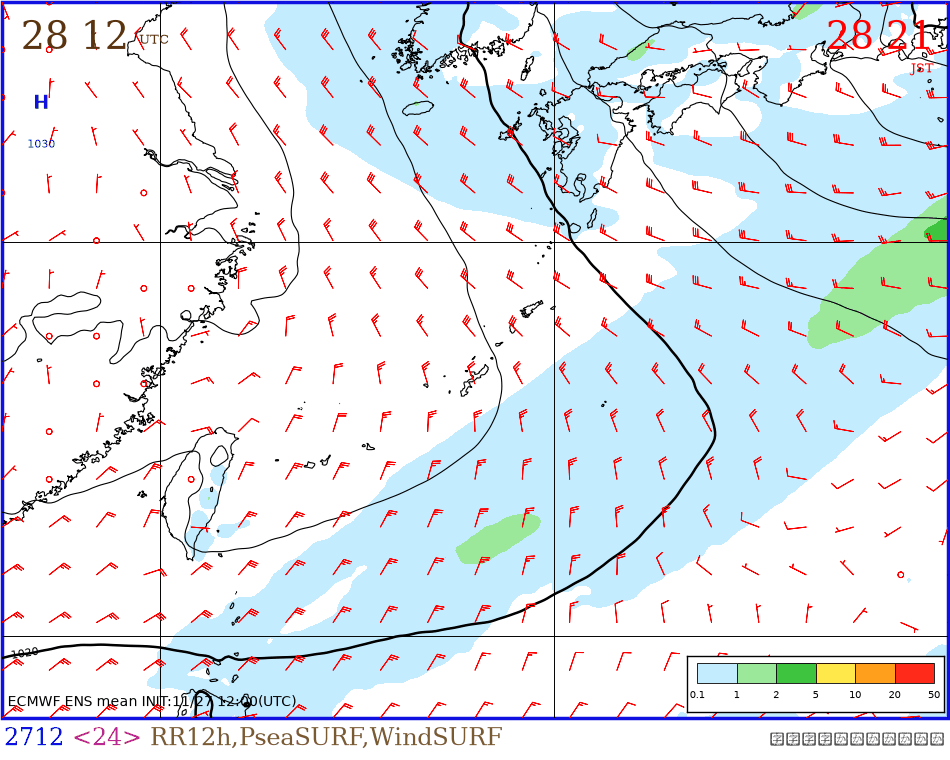 28 12 UTC
28 21
JST
H
1030
1020
0.1 1 2 5 10 20 50
ECMWF ENS mean INIT:11/27 12:00(UTC)
2712 <24> RR12h,PseaSURF,WindSURF